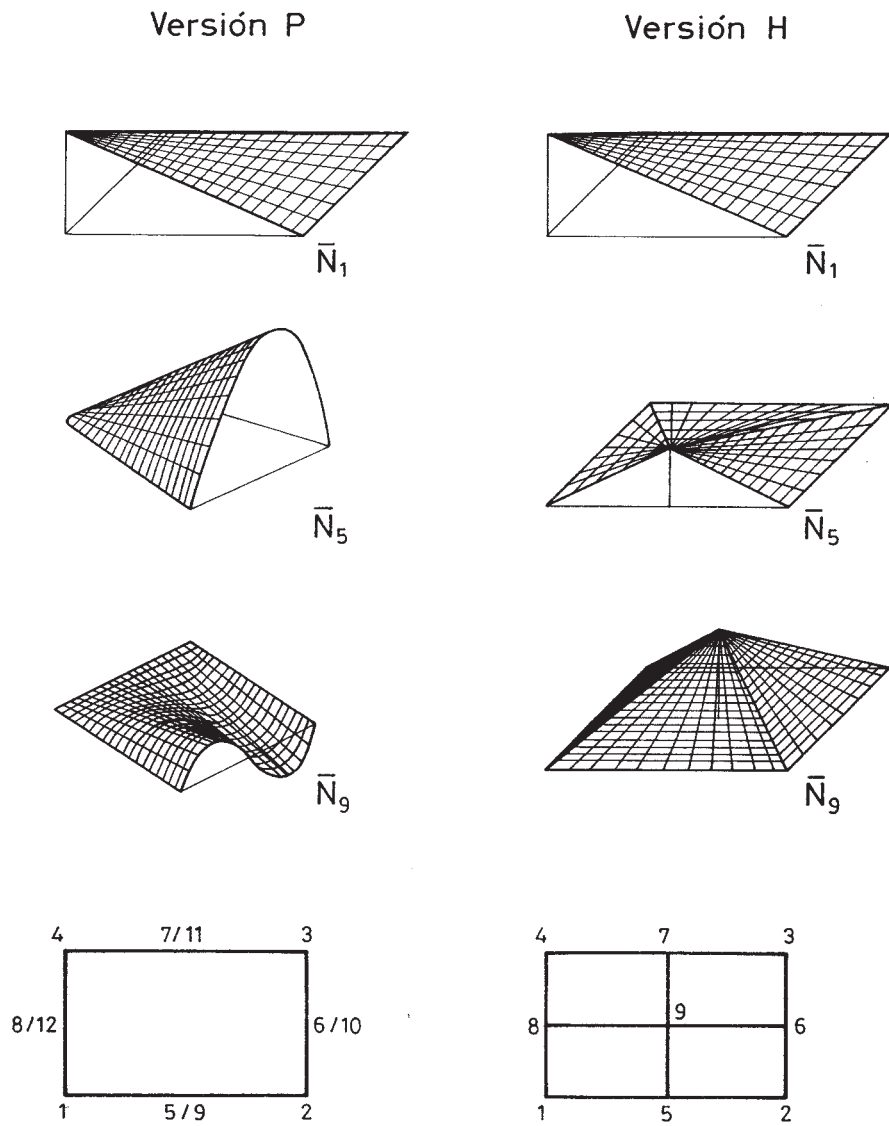 Versión P
Versión H
N̄₁
N̄₁
N̄₅
N̄₅
N̄₉
N̄₉
4 7/11 3
8/12 6/10
1 5/9 2
4 7 3
8 9 6
1 5 2